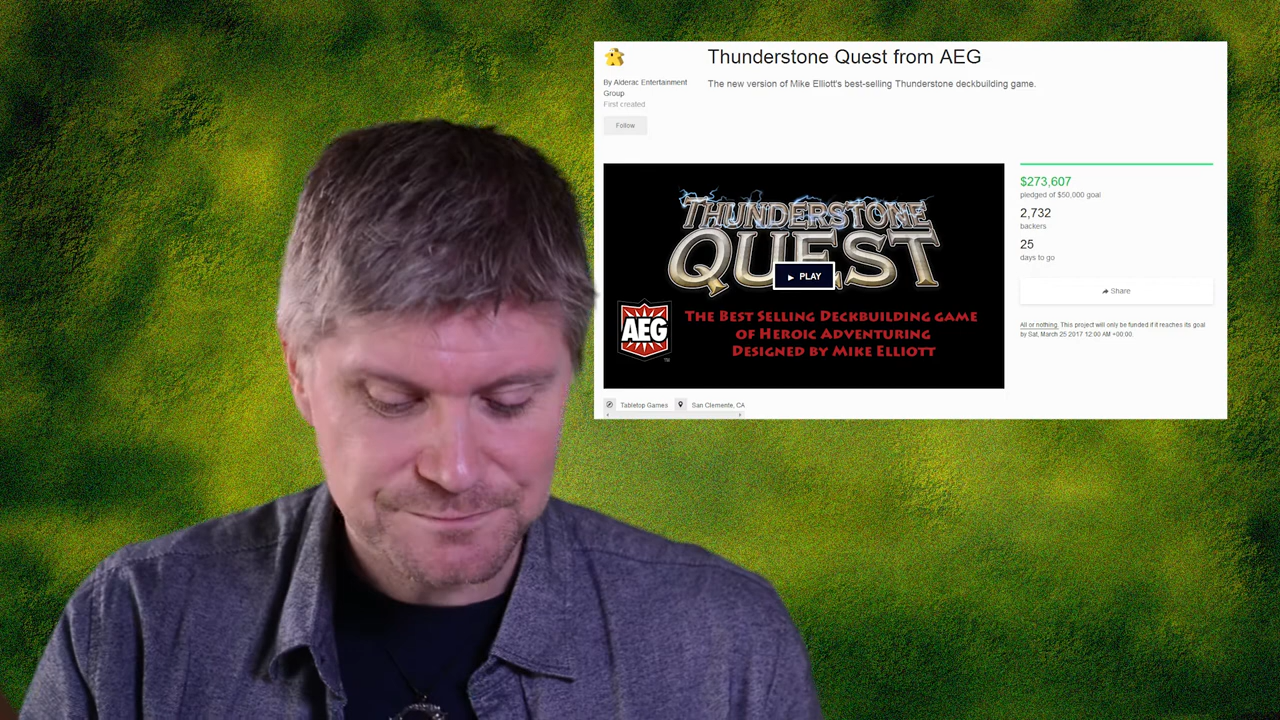 Thunderstone Quest from AEG
By Alderac Entertainment
Group
First created
The new version of Mike Elliott's best-selling Thunderstone deckbuilding game.
Follow
THUNDERSTONE
QUEST
PLAY
AEG
TM
THE BEST SELLING DECKBUILDING GAME
OF HEROIC ADVENTURING
DESIGNED BY MIKE ELLIOTT
$273,607
pledged of $50,000 goal
2,732
backers
25
days to go
Share
All or nothing. This project will only be funded if it reaches its goal
by Sat, March 25 2017 12:00 AM +00:00.
Tabletop Games
San Clemente, CA